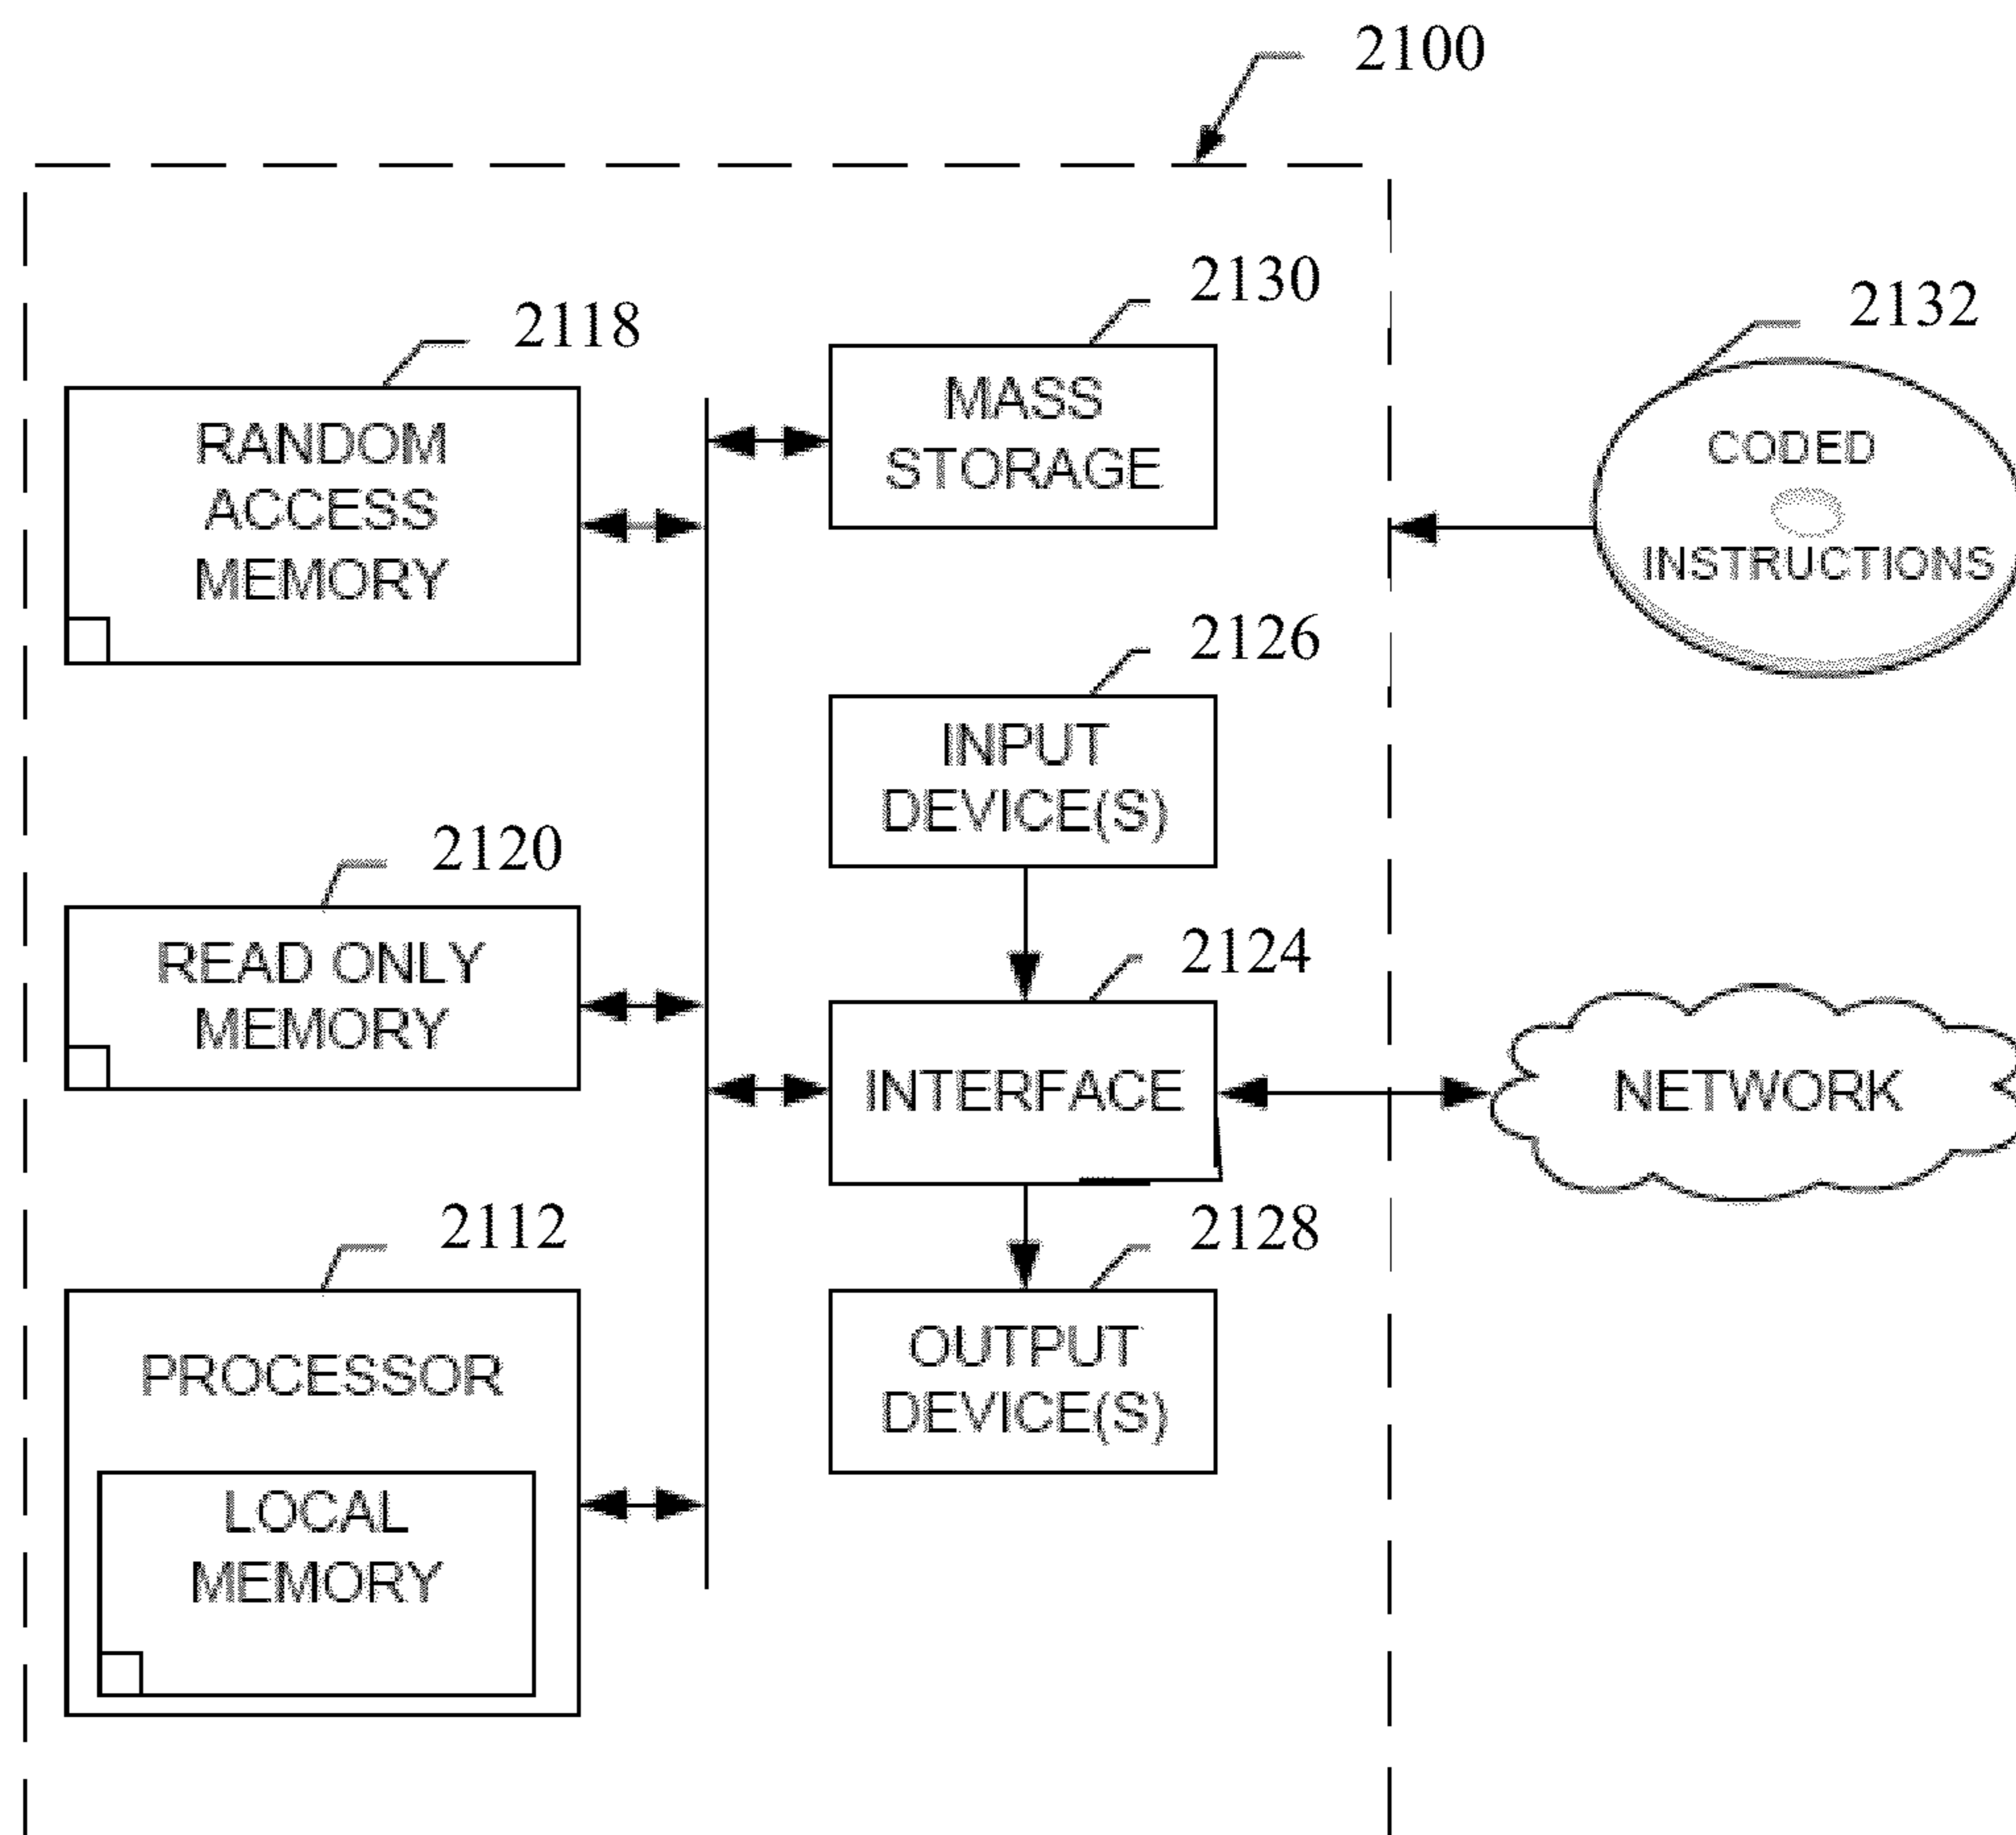 2100
2118
RANDOM
ACCESS
MEMORY
2130
MASS
STORAGE
2132
CODED
INSTRUCTIONS
2126
INPUT
DEVICE(S)
2120
READ ONLY
MEMORY
2124
INTERFACE
NETWORK
2112
PROCESSOR
LOCAL
MEMORY
2128
OUTPUT
DEVICE(S)